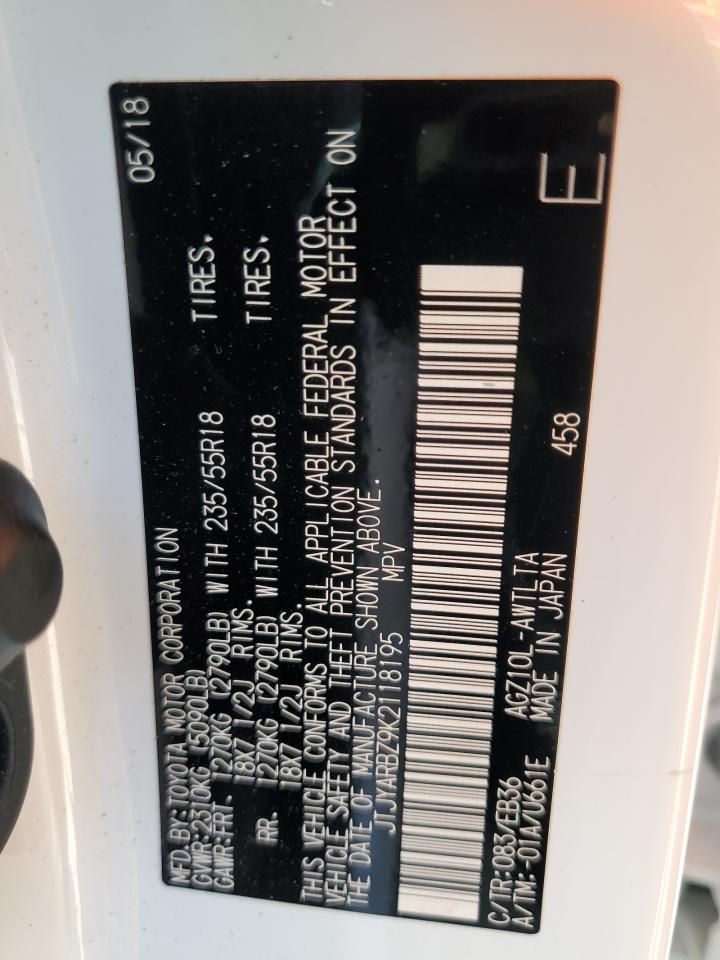 MFD. BY: TOYOTA MOTOR CORPORATION 05/18
GVWR: 2310KG (5090LB)
GAWR: FRT. 1270KG (2790LB) WITH 235/55R18 TIRES.
18X7 1/2J RIMS.
RR. 1270KG (2790LB) WITH 235/55R18 TIRES.
18X7 1/2J RIMS.
THIS VEHICLE CONFORMS TO ALL APPLICABLE FEDERAL MOTOR
VEHICLE SAFETY AND THEFT PREVENTION STANDARDS IN EFFECT ON
THE DATE OF MANUFACTURE SHOWN ABOVE.
JTJYARBZ9K2118195 MPV
C/TR: 083/EB36 AGZ10L-AWTLTA 458 E
A/TM: -01A/U661E MADE IN JAPAN